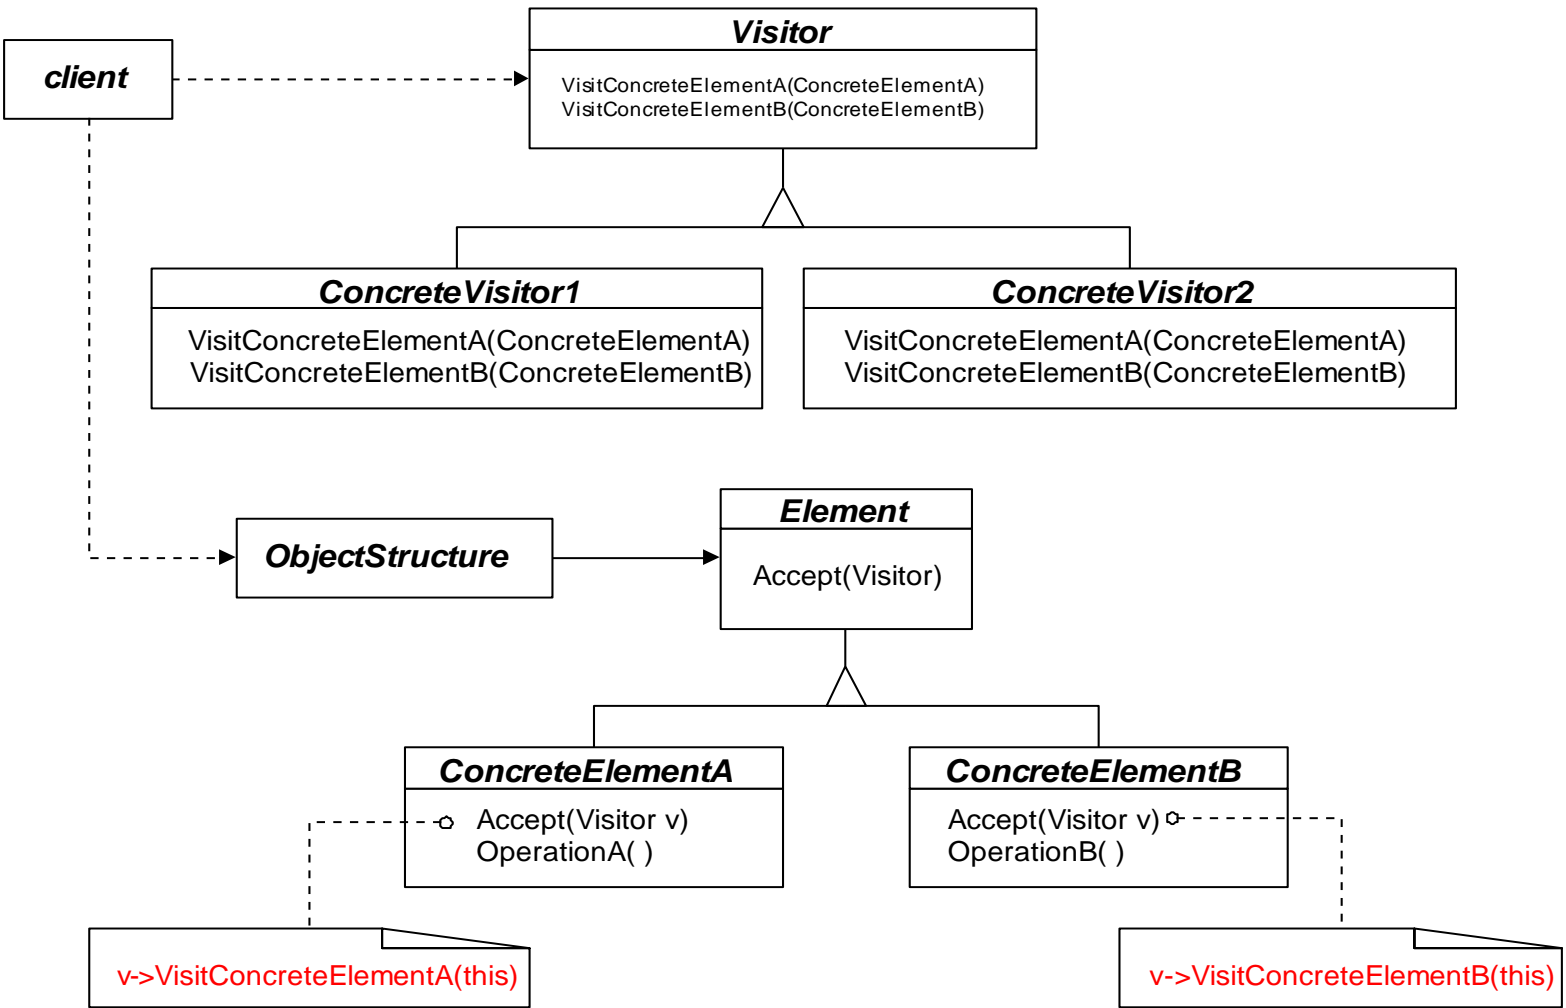 Visitor
client
VisitConcreteElementA(ConcreteElementA)
VisitConcreteElementB(ConcreteElementB)
ConcreteVisitor1
VisitConcreteElementA(ConcreteElementA)
VisitConcreteElementB(ConcreteElementB)
ConcreteVisitor2
VisitConcreteElementA(ConcreteElementA)
VisitConcreteElementB(ConcreteElementB)
ObjectStructure
Element
Accept(Visitor)
ConcreteElementA
Accept(Visitor v)
OperationA( )
ConcreteElementB
Accept(Visitor v)
OperationB( )
v->VisitConcreteElementA(this)
v->VisitConcreteElementB(this)